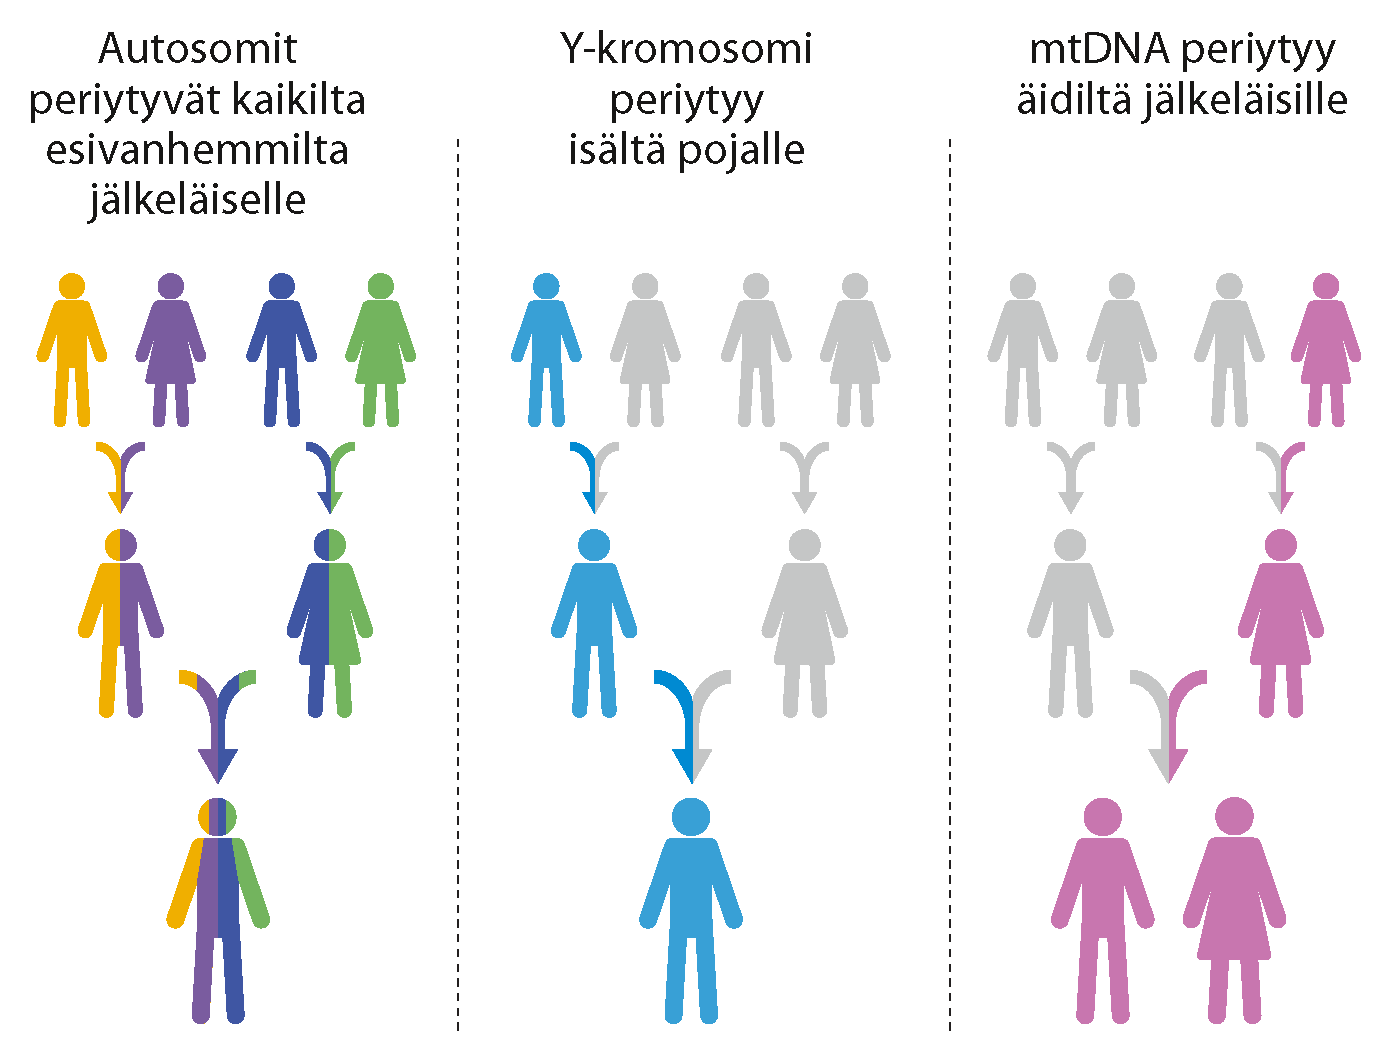 Autosomit
periytyvät kaikilta
esivanhemmilta
jälkeläiselle
Y-kromosomi
periytyy
isältä pojalle
mtDNA periytyy
äidiltä jälkeläisille